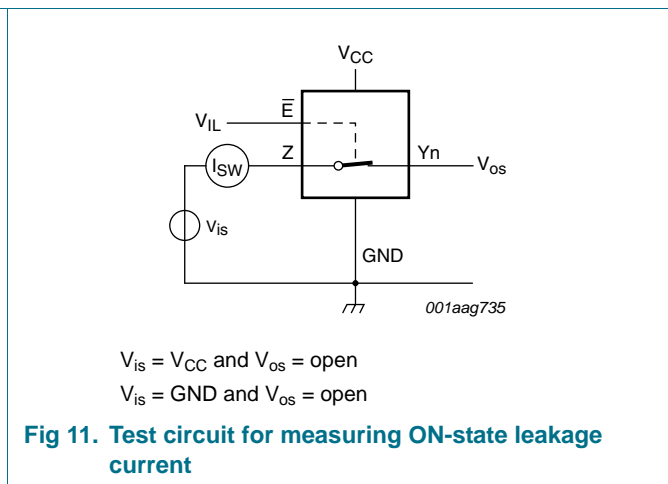 VCC
E̅
VIL
ISW
Z
Yn
Vos
Vis
GND
001aag735
Vis = VCC and Vos = open
Vis = GND and Vos = open
Fig 11. Test circuit for measuring ON-state leakage
current